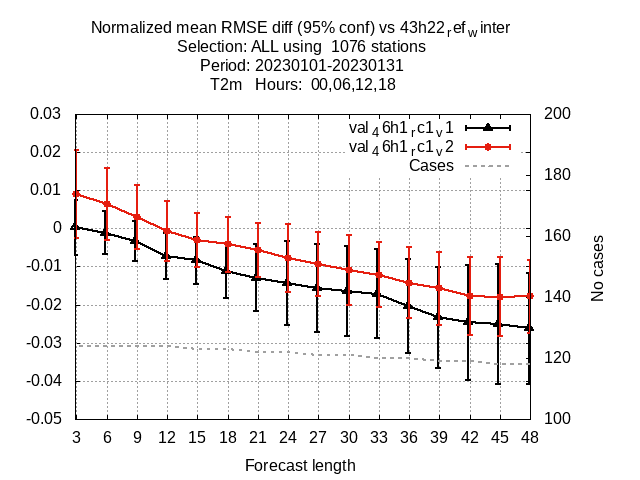 Normalized mean RMSE diff (95% conf) vs 43h22refwinter
Selection: ALL using 1076 stations
Period: 20230101-20230131
T2m Hours: 00,06,12,18
val46h1rc1v1
val46h1rc1v2
Cases
0.03
0.02
0.01
0
-0.01
-0.02
-0.03
-0.04
-0.05
200
180
160
140
120
100
No cases
3 6 9 12 15 18 21 24 27 30 33 36 39 42 45 48
Forecast length